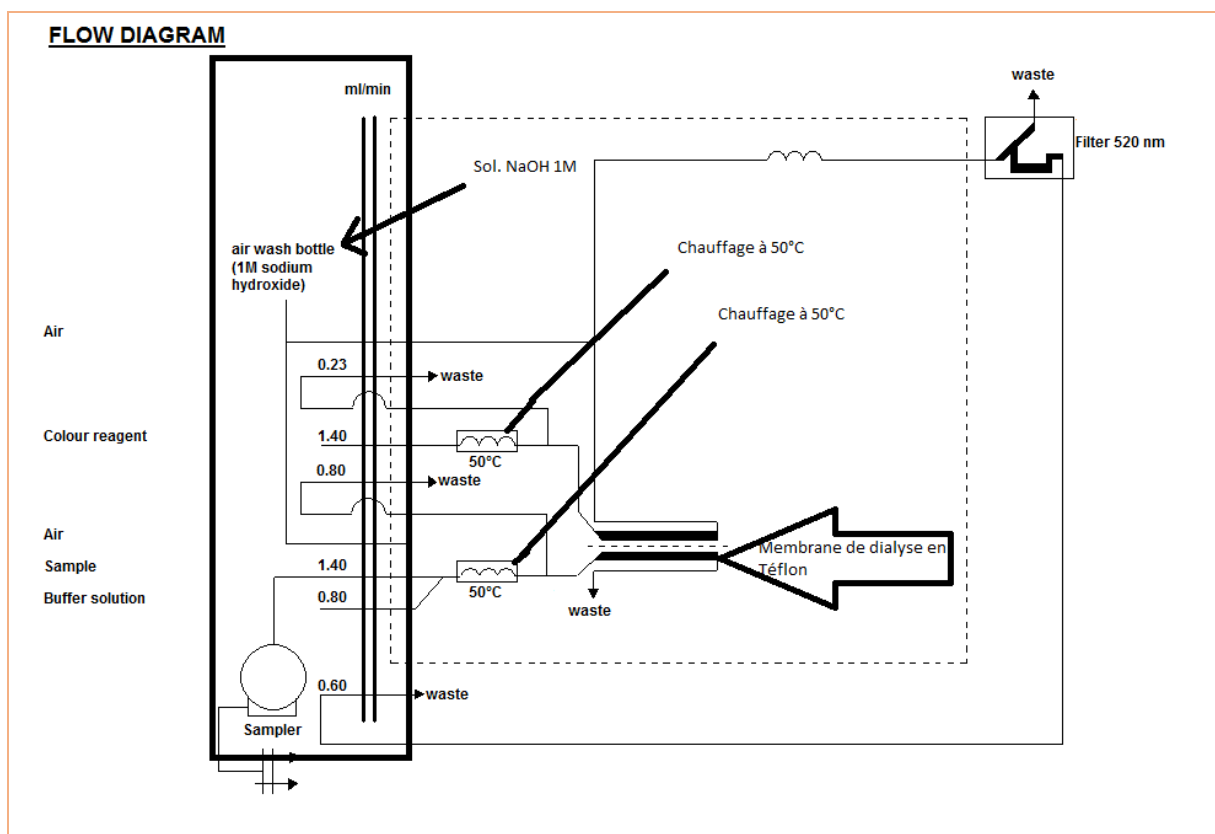 FLOW DIAGRAM
waste
ml/min
Filter 520 nm
Sol. NaOH 1M
air wash bottle
(1M sodium
hydroxide)
Chauffage à 50°C
Chauffage à 50°C
Air
0.23
waste
Colour reagent
1.40
50°C
0.80
waste
Air
Membrane de dialyse en
Téflon
Sample
1.40
50°C
Buffer solution
0.80
waste
0.60
waste
Sampler